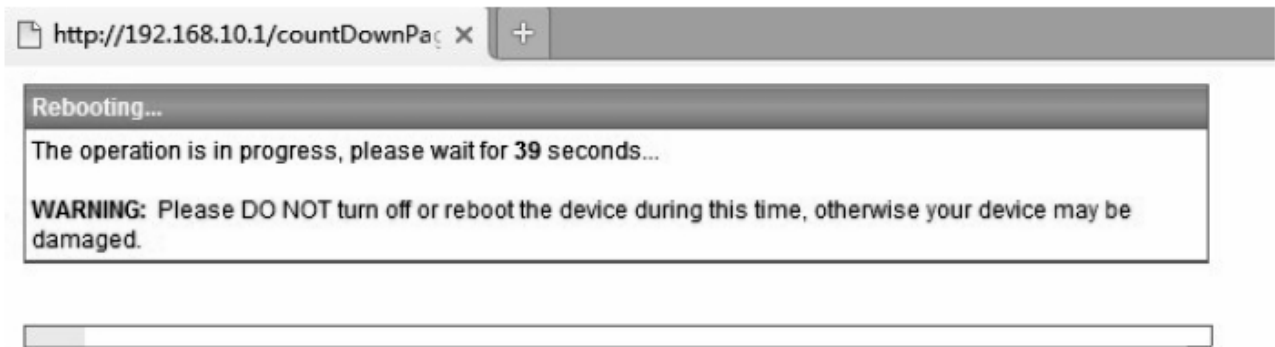 http://192.168.10.1/countDownPag
Rebooting...
The operation is in progress, please wait for 39 seconds...
WARNING: Please DO NOT turn off or reboot the device during this time, otherwise your device may be
damaged.